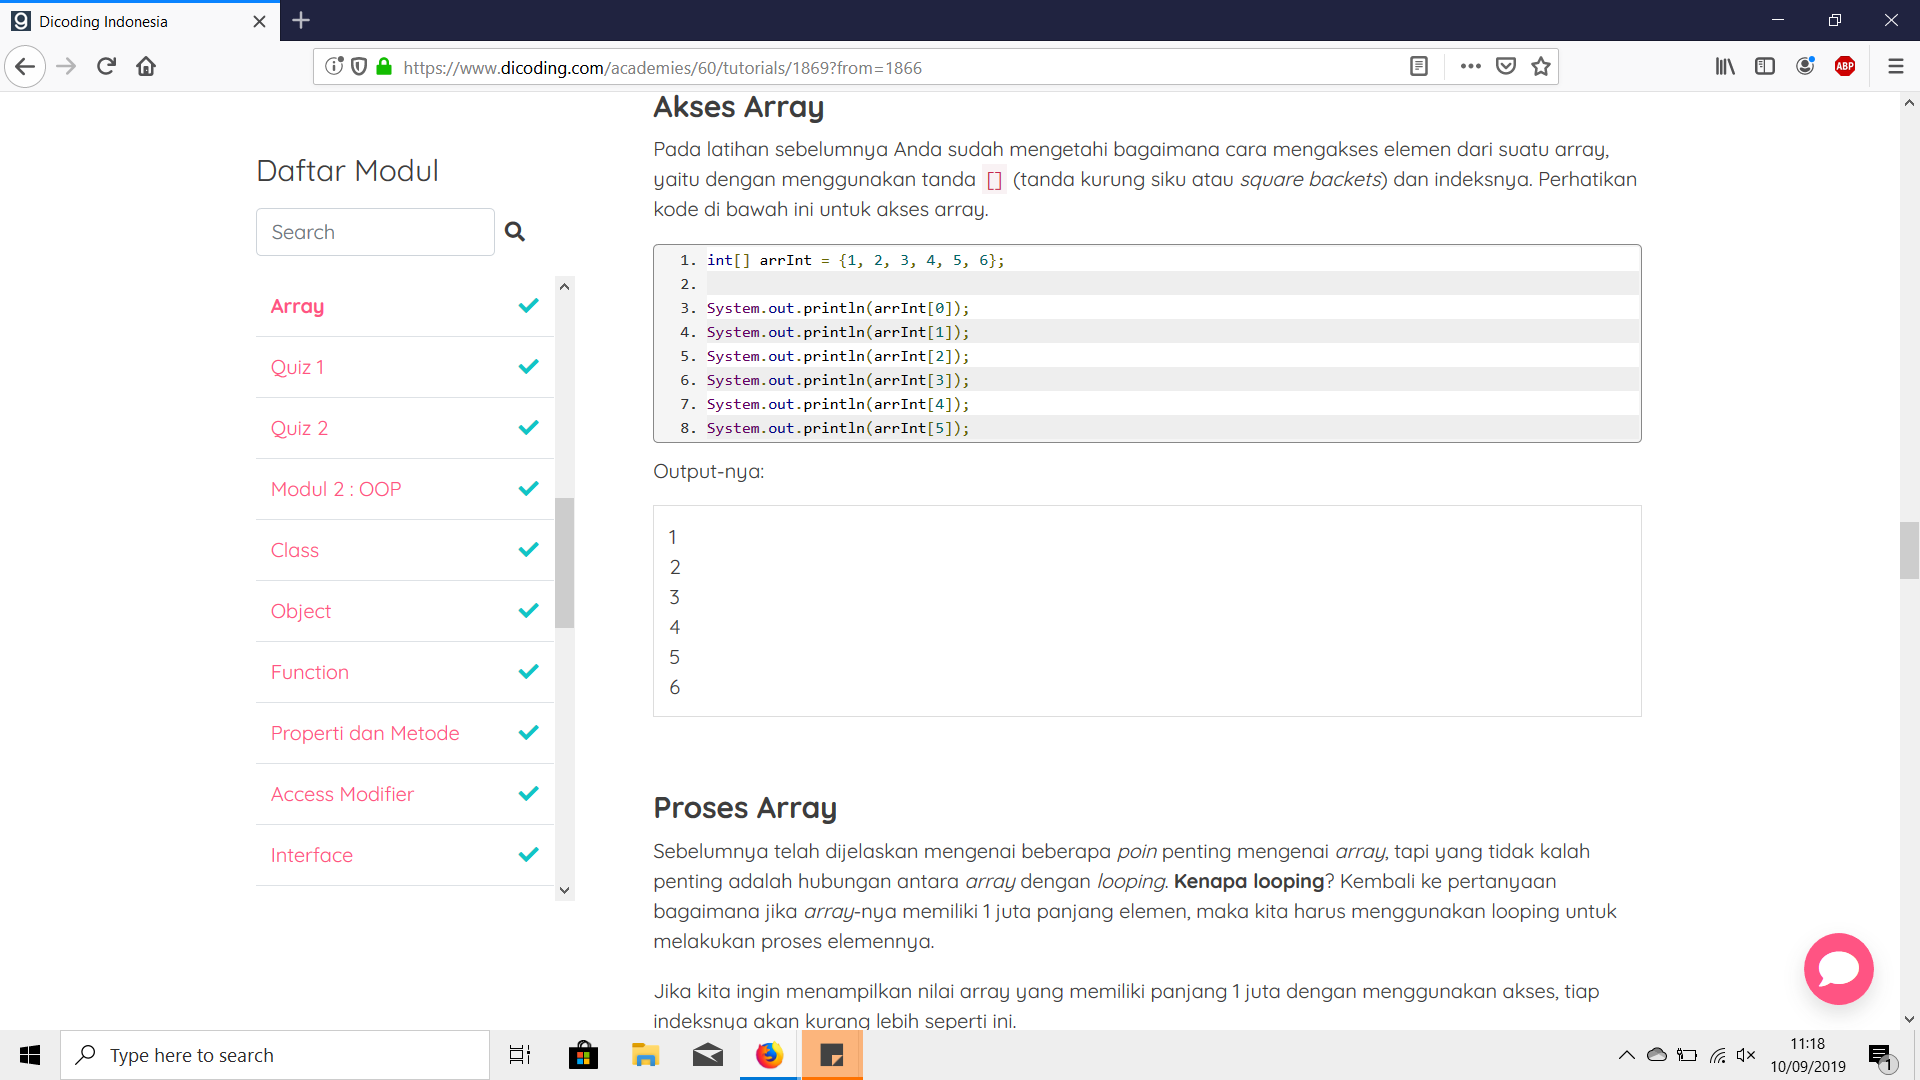 Dicoding Indonesia
https://www.dicoding.com/academies/60/tutorials/1869?from=1866
ABP
Daftar Modul
Search
Array
Quiz 1
Quiz 2
Modul 2 : OOP
Class
Object
Function
Properti dan Metode
Access Modifier
Interface
Akses Array
Pada latihan sebelumnya Anda sudah mengetahi bagaimana cara mengakses elemen dari suatu array,
yaitu dengan menggunakan tanda [] (tanda kurung siku atau square backets) dan indeksnya. Perhatikan
kode di bawah ini untuk akses array.
1. int[] arrInt = {1, 2, 3, 4, 5, 6};
2.
3. System.out.println(arrInt[0]);
4. System.out.println(arrInt[1]);
5. System.out.println(arrInt[2]);
6. System.out.println(arrInt[3]);
7. System.out.println(arrInt[4]);
8. System.out.println(arrInt[5]);
Output-nya:
1
2
3
4
5
6
Proses Array
Sebelumnya telah dijelaskan mengenai beberapa poin penting mengenai array, tapi yang tidak kalah
penting adalah hubungan antara array dengan looping. Kenapa looping? Kembali ke pertanyaan
bagaimana jika array-nya memiliki 1 juta panjang elemen, maka kita harus menggunakan looping untuk
melakukan proses elemennya.
Jika kita ingin menampilkan nilai array yang memiliki panjang 1 juta dengan menggunakan akses, tiap
indeksnya akan kurang lebih seperti ini.
Type here to search
11:18
10/09/2019
1